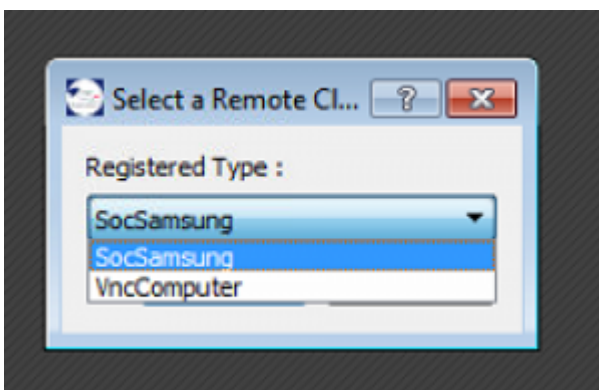 Select a Remote Cl...
Registered Type :
SocSamsung
SocSamsung
VncComputer